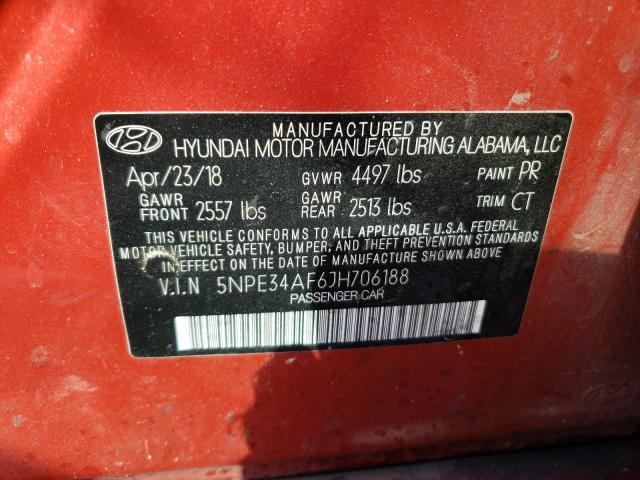 MANUFACTURED BY
HYUNDAI MOTOR MANUFACTURING ALABAMA, LLC
Apr/23/18 GVWR 4497 lbs PAINT PR
GAWR FRONT 2557 lbs GAWR REAR 2513 lbs TRIM CT
THIS VEHICLE CONFORMS TO ALL APPLICABLE U.S.A. FEDERAL
MOTOR VEHICLE SAFETY, BUMPER, AND THEFT PREVENTION STANDARDS
IN EFFECT ON THE DATE OF MANUFACTURE SHOWN ABOVE
V.I.N 5NPE34AF6JH706188
PASSENGER CAR